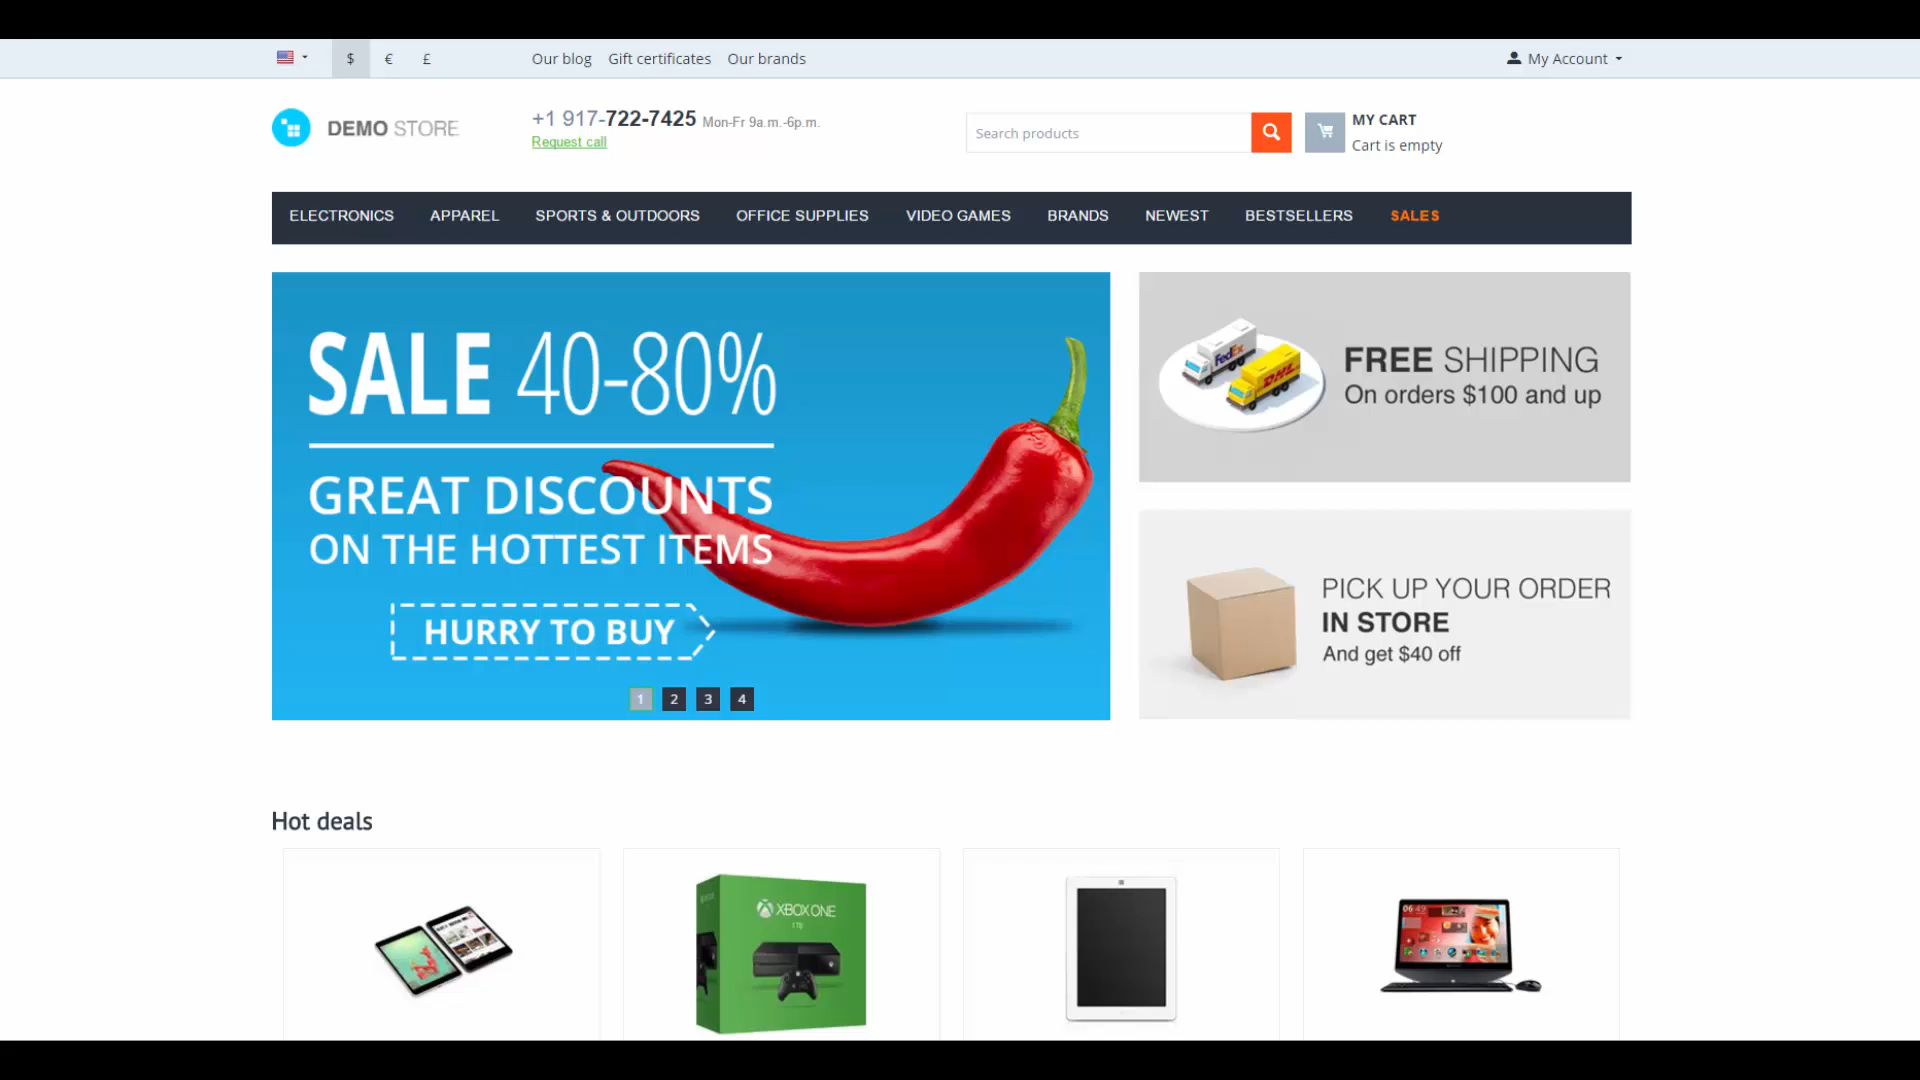 $ € £ Our blog Gift certificates Our brands My Account
DEMO STORE
+1 917-722-7425 Mon-Fr 9a.m.-6p.m.
Request call
Search products
MY CART
Cart is empty
ELECTRONICS APPAREL SPORTS & OUTDOORS OFFICE SUPPLIES VIDEO GAMES BRANDS NEWEST BESTSELLERS SALES
SALE 40-80%
GREAT DISCOUNTS
ON THE HOTTEST ITEMS
HURRY TO BUY
1 2 3 4
FedEx
DHL
FREE SHIPPING
On orders $100 and up
PICK UP YOUR ORDER
IN STORE
And get $40 off
Hot deals
XBOX ONE
1TB
06:49